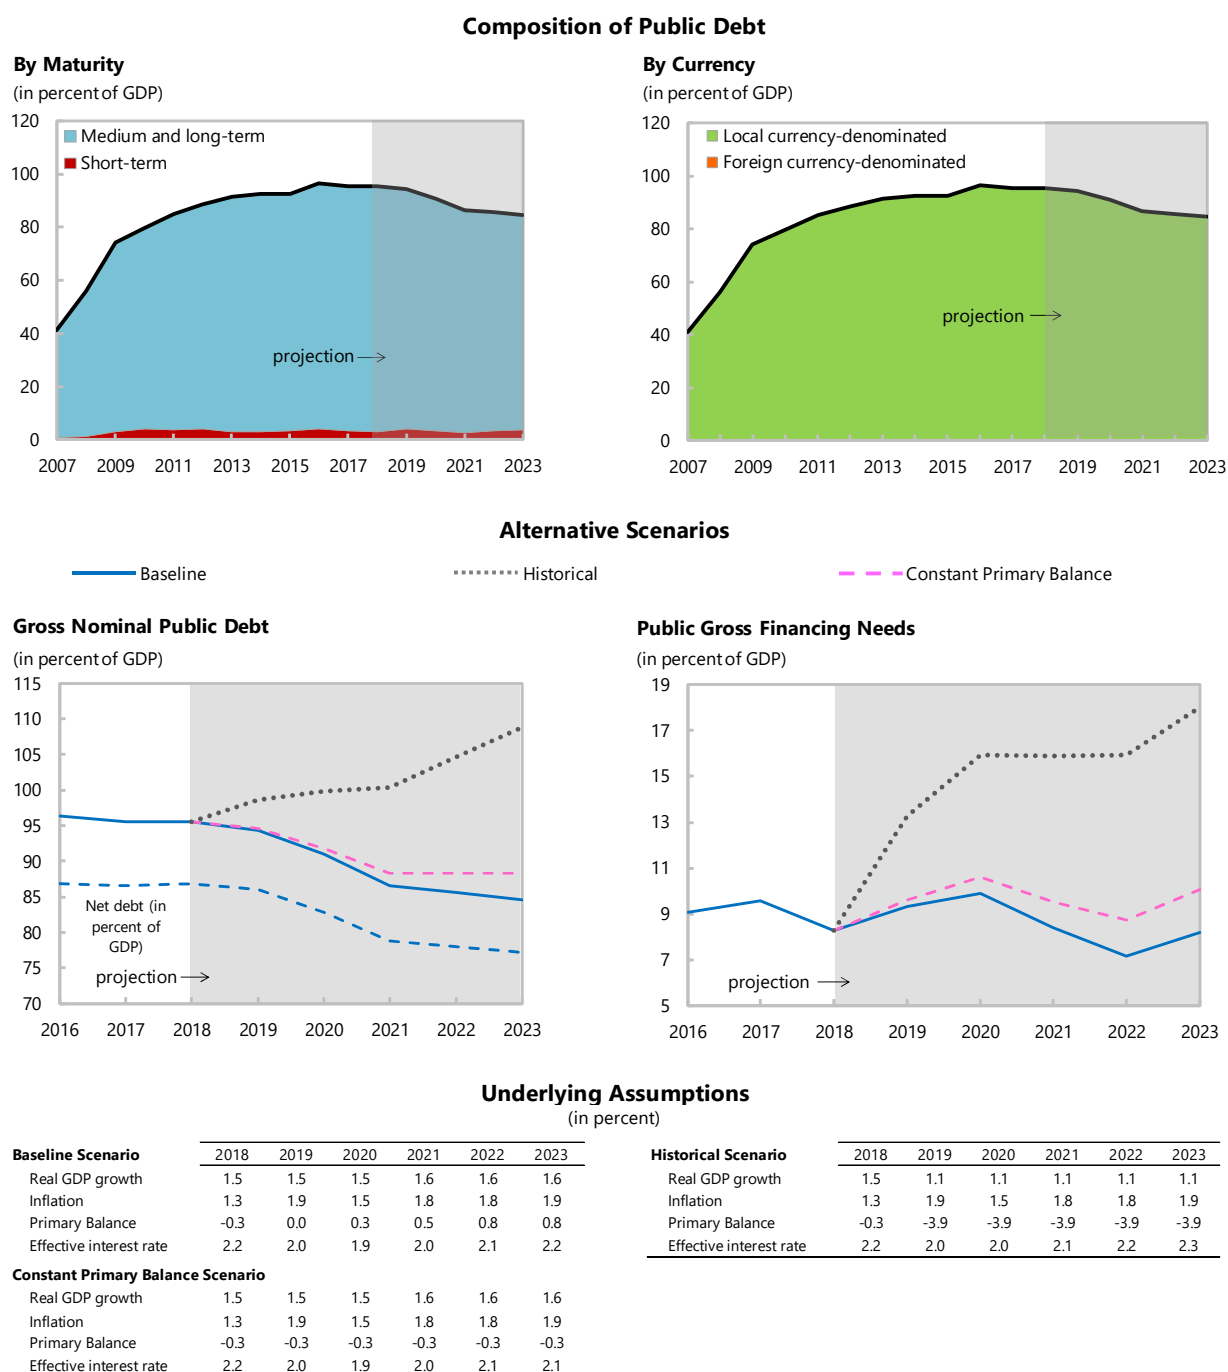 Composition of Public Debt
By Maturity
(in percent of GDP)
120
100
80
60
40
20
0
Medium and long-term
Short-term
projection
2007 2009 2011 2013 2015 2017 2019 2021 2023
By Currency
(in percent of GDP)
120
100
80
60
40
20
0
Local currency-denominated
Foreign currency-denominated
projection
2007 2009 2011 2013 2015 2017 2019 2021 2023
Alternative Scenarios
Baseline Historical Constant Primary Balance
Gross Nominal Public Debt
(in percent of GDP)
115
110
105
100
95
90
85
80
75
70
Net debt (in
percent of
GDP)
projection
2016 2017 2018 2019 2020 2021 2022 2023
Public Gross Financing Needs
(in percent of GDP)
19
17
15
13
11
9
7
5
projection
2016 2017 2018 2019 2020 2021 2022 2023
Underlying Assumptions
(in percent)
Baseline Scenario 2018 2019 2020 2021 2022 2023
Real GDP growth 1.5 1.5 1.5 1.6 1.6 1.6
Inflation 1.3 1.9 1.5 1.8 1.8 1.9
Primary Balance -0.3 0.0 0.3 0.5 0.8 0.8
Effective interest rate 2.2 2.0 1.9 2.0 2.1 2.2
Constant Primary Balance Scenario
Real GDP growth 1.5 1.5 1.5 1.6 1.6 1.6
Inflation 1.3 1.9 1.5 1.8 1.8 1.9
Primary Balance -0.3 -0.3 -0.3 -0.3 -0.3 -0.3
Effective interest rate 2.2 2.0 1.9 2.0 2.1 2.1
Historical Scenario 2018 2019 2020 2021 2022 2023
Real GDP growth 1.5 1.1 1.1 1.1 1.1 1.1
Inflation 1.3 1.9 1.5 1.8 1.8 1.9
Primary Balance -0.3 -3.9 -3.9 -3.9 -3.9 -3.9
Effective interest rate 2.2 2.0 2.0 2.1 2.2 2.3